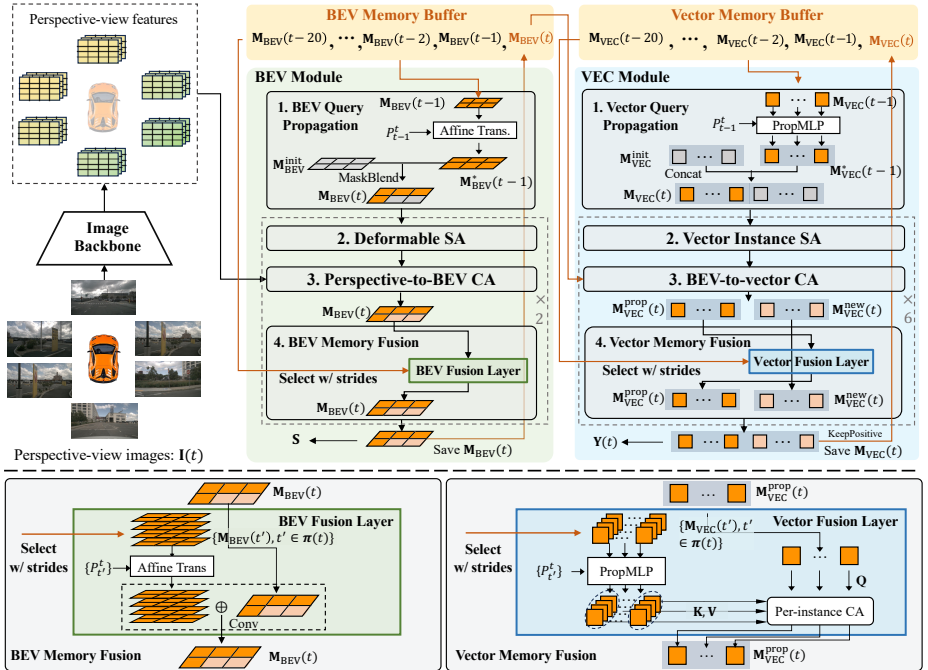 Perspective-view features
Image
Backbone
Perspective-view images: I(t)
BEV Memory Buffer
M_BEV(t−20), ⋯, M_BEV(t−2), M_BEV(t−1), M_BEV(t)
BEV Module
1. BEV Query
Propagation
M_BEV(t−1)
P^t_{t−1}
Affine Trans.
M^init_BEV
MaskBlend
M^*_BEV(t−1)
M_BEV(t)
2. Deformable SA
3. Perspective-to-BEV CA
×2
M_BEV(t)
4. BEV Memory Fusion
Select w/ strides
BEV Fusion Layer
M_BEV(t)
S
Save M_BEV(t)
Vector Memory Buffer
M_VEC(t−20), ⋯, M_VEC(t−2), M_VEC(t−1), M_VEC(t)
VEC Module
1. Vector Query
Propagation
⋯
M_VEC(t−1)
P^t_{t−1}
PropMLP
M^init_VEC
⋯
⋯
Concat
M^*_VEC(t−1)
M_VEC(t)
⋯
⋯
2. Vector Instance SA
3. BEV-to-vector CA
×6
M^prop_VEC(t)
⋯
⋯
M^new_VEC(t)
4. Vector Memory Fusion
Select w/ strides
Vector Fusion Layer
M^prop_VEC(t)
⋯
⋯
M^new_VEC(t)
Y(t)
⋯
⋯
KeepPositive
Save M_VEC(t)
M_BEV(t)
BEV Fusion Layer
{M_BEV(t′), t′ ∈ π(t)}
Select
w/ strides
{P^t_{t′}}
Affine Trans
⊕
Conv
BEV Memory Fusion
M_BEV(t)
⋯
M^prop_VEC(t)
{M_VEC(t′), t′
∈ π(t)}
Vector Fusion Layer
Select
w/ strides
⋯
{P^t_{t′}}
PropMLP
Q
K, V
Per-instance CA
Vector Memory Fusion
⋯
M^prop_VEC(t)